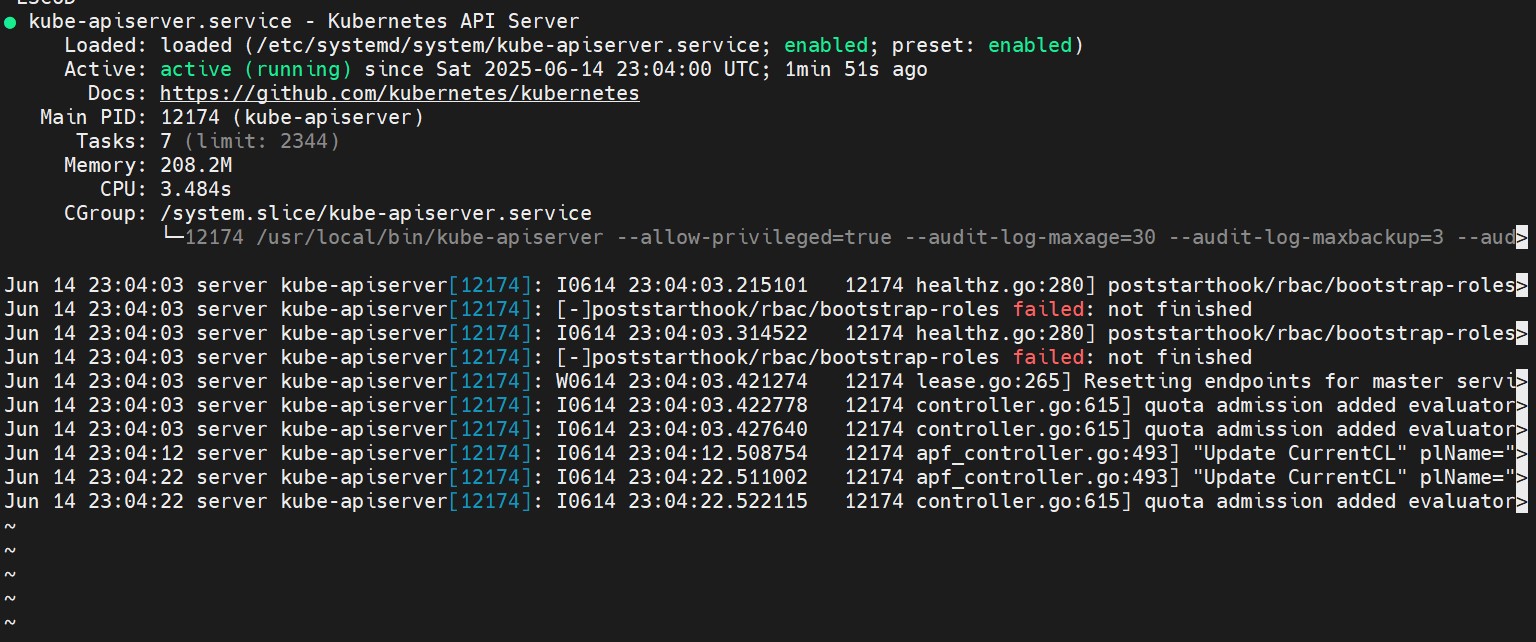 ● kube-apiserver.service - Kubernetes API Server
     Loaded: loaded (/etc/systemd/system/kube-apiserver.service; enabled; preset: enabled)
     Active: active (running) since Sat 2025-06-14 23:04:00 UTC; 1min 51s ago
       Docs: https://github.com/kubernetes/kubernetes
   Main PID: 12174 (kube-apiserver)
      Tasks: 7 (limit: 2344)
     Memory: 208.2M
        CPU: 3.484s
     CGroup: /system.slice/kube-apiserver.service
             └─12174 /usr/local/bin/kube-apiserver --allow-privileged=true --audit-log-maxage=30 --audit-log-maxbackup=3 --aud>
Jun 14 23:04:03 server kube-apiserver[12174]: I0614 23:04:03.215101   12174 healthz.go:280] poststarthook/rbac/bootstrap-roles>
Jun 14 23:04:03 server kube-apiserver[12174]: [-]poststarthook/rbac/bootstrap-roles failed: not finished
Jun 14 23:04:03 server kube-apiserver[12174]: I0614 23:04:03.314522   12174 healthz.go:280] poststarthook/rbac/bootstrap-roles>
Jun 14 23:04:03 server kube-apiserver[12174]: [-]poststarthook/rbac/bootstrap-roles failed: not finished
Jun 14 23:04:03 server kube-apiserver[12174]: W0614 23:04:03.421274   12174 lease.go:265] Resetting endpoints for master servi>
Jun 14 23:04:03 server kube-apiserver[12174]: I0614 23:04:03.422778   12174 controller.go:615] quota admission added evaluator>
Jun 14 23:04:03 server kube-apiserver[12174]: I0614 23:04:03.427640   12174 controller.go:615] quota admission added evaluator>
Jun 14 23:04:12 server kube-apiserver[12174]: I0614 23:04:12.508754   12174 apf_controller.go:493] "Update CurrentCL" plName=">
Jun 14 23:04:22 server kube-apiserver[12174]: I0614 23:04:22.511002   12174 apf_controller.go:493] "Update CurrentCL" plName=">
Jun 14 23:04:22 server kube-apiserver[12174]: I0614 23:04:22.522115   12174 controller.go:615] quota admission added evaluator>
~
~
~
~
~